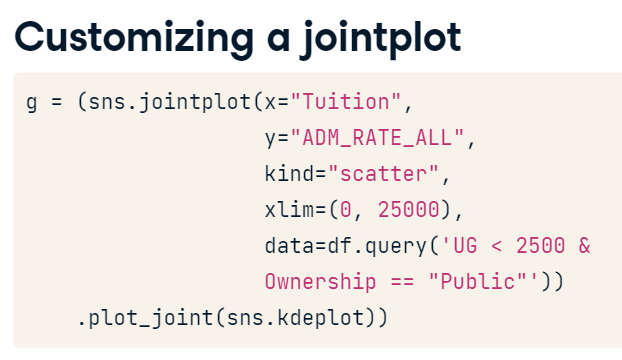 Customizing a jointplot
g = (sns.jointplot(x="Tuition",
y="ADM_RATE_ALL",
kind="scatter",
xlim=(0, 25000),
data=df.query('UG < 2500 &
Ownership == "Public"'))
.plot_joint(sns.kdeplot))